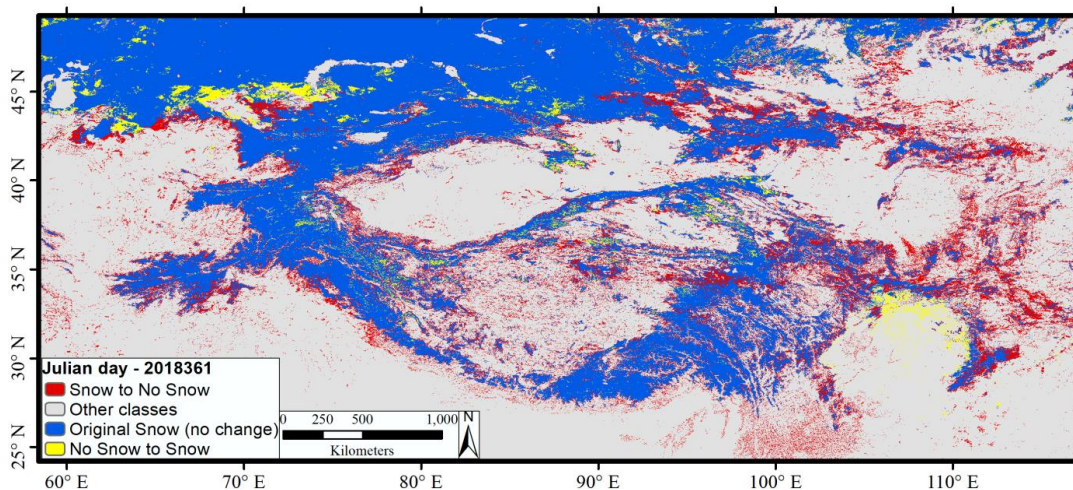 45° N
40° N
35° N
30° N
25° N
Julian day - 2018361
Snow to No Snow
Other classes
Original Snow (no change)
No Snow to Snow
0 250 500 1,000
Kilometers
N
60° E 70° E 80° E 90° E 100° E 110° E